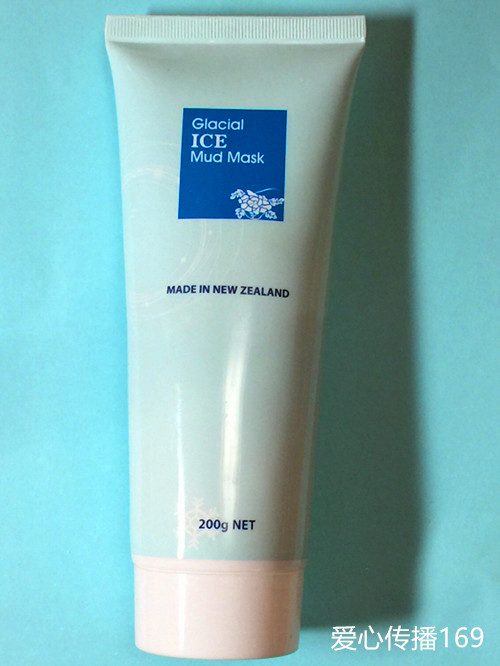 Glacial
ICE
Mud Mask
MADE IN NEW ZEALAND
200g NET
爱心传播169